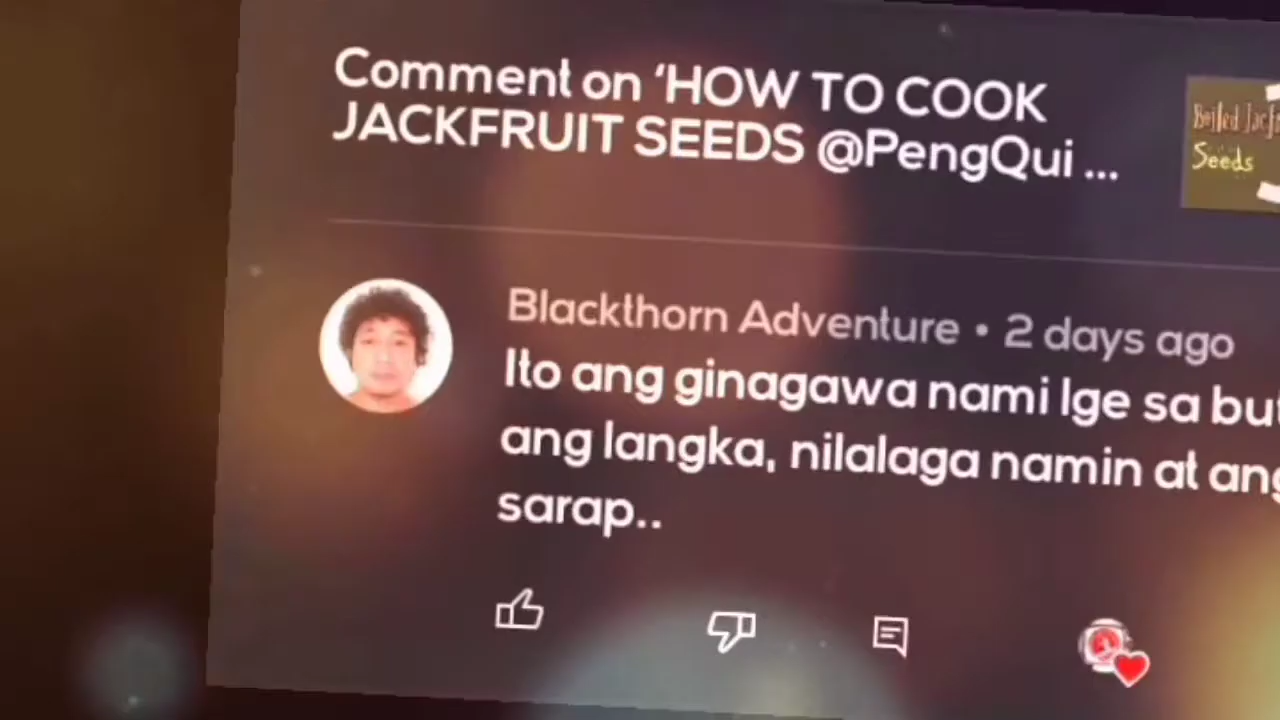 Comment on ‘HOW TO COOK
JACKFRUIT SEEDS @PengQui ...
Boiled
Seeds
Blackthorn Adventure • 2 days ago
Ito ang ginagawa nami lge sa
ang langka, nilalaga namin at
sarap..